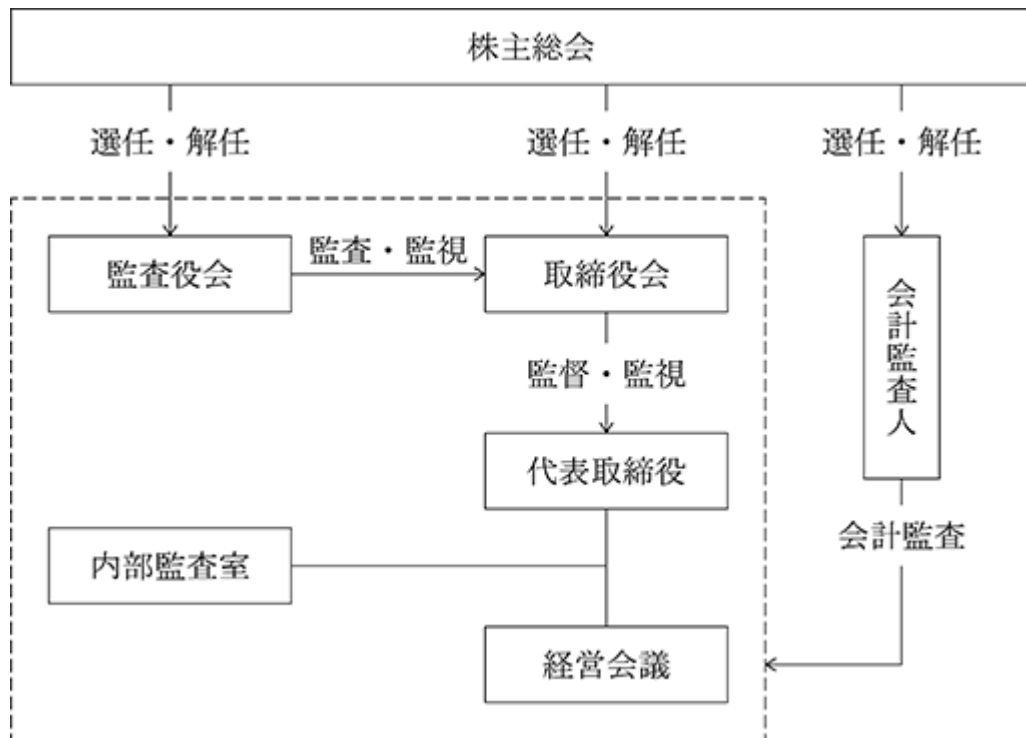 株主総会
選任・解任
選任・解任
選任・解任
監査役会
監査・監視
取締役会
会計監査人
監督・監視
代表取締役
会計監査
内部監査室
経営会議